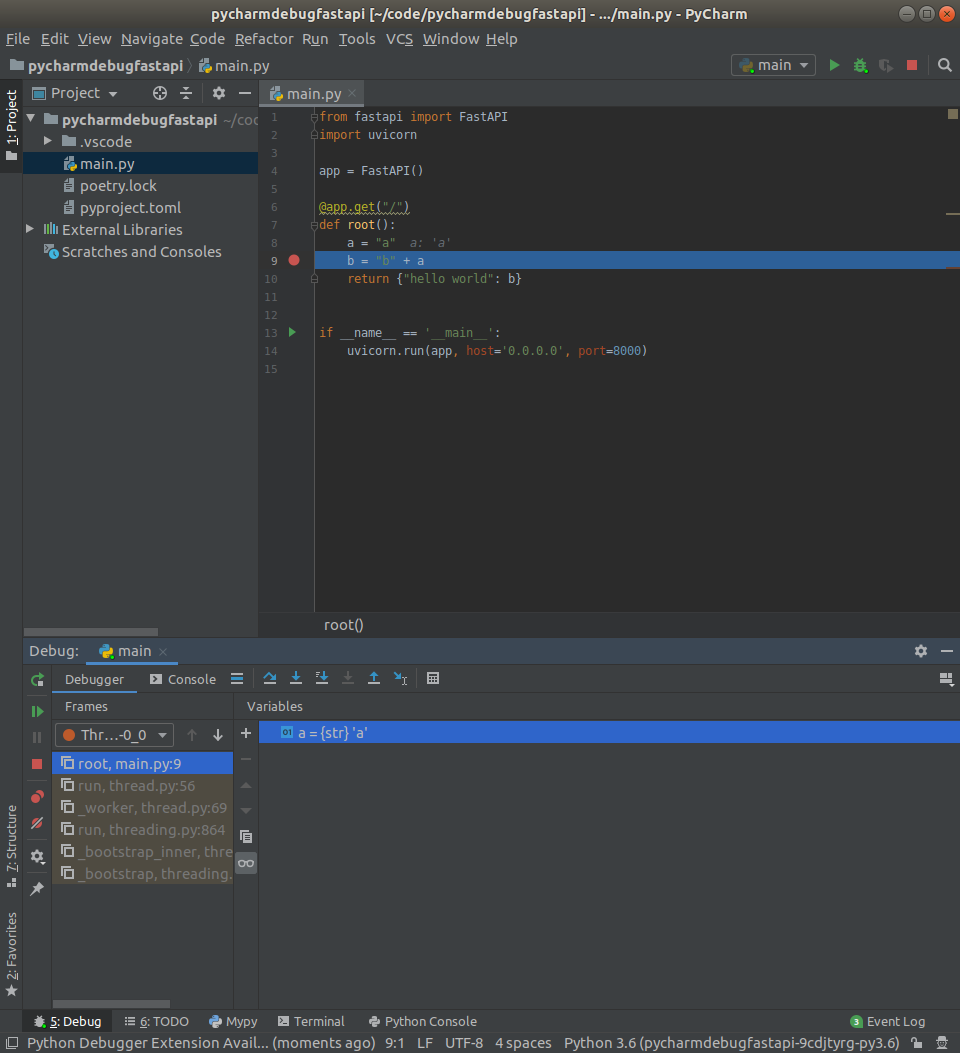 pycharmdebugfastapi [~/code/pycharmdebugfastapi] - .../main.py - PyCharm
File Edit View Navigate Code Refactor Run Tools VCS Window Help
pycharmdebugfastapi main.py main
1: Project
Project
main.py
pycharmdebugfastapi ~/co
.vscode
main.py
poetry.lock
pyproject.toml
External Libraries
Scratches and Consoles
1 from fastapi import FastAPI
2 import uvicorn
3
4 app = FastAPI()
5
6 @app.get("/")
7 def root():
8 a = "a" a: 'a'
9 b = "b" + a
10 return {"hello world": b}
11
12
13 if __name__ == '__main__':
14 uvicorn.run(app, host='0.0.0.0', port=8000)
15
root()
Debug: main
Debugger Console
Frames
Variables
Thr...-0_0
a = {str} 'a'
root, main.py:9
run, thread.py:56
_worker, thread.py:69
run, threading.py:864
_bootstrap_inner, thre
_bootstrap, threading.
7: Structure
2: Favorites
5: Debug 6: TODO Mypy Terminal Python Console 3 Event Log
Python Debugger Extension Avail... (moments ago) 9:1 LF UTF-8 4 spaces Python 3.6 (pycharmdebugfastapi-9cdjtyrg-py3.6)